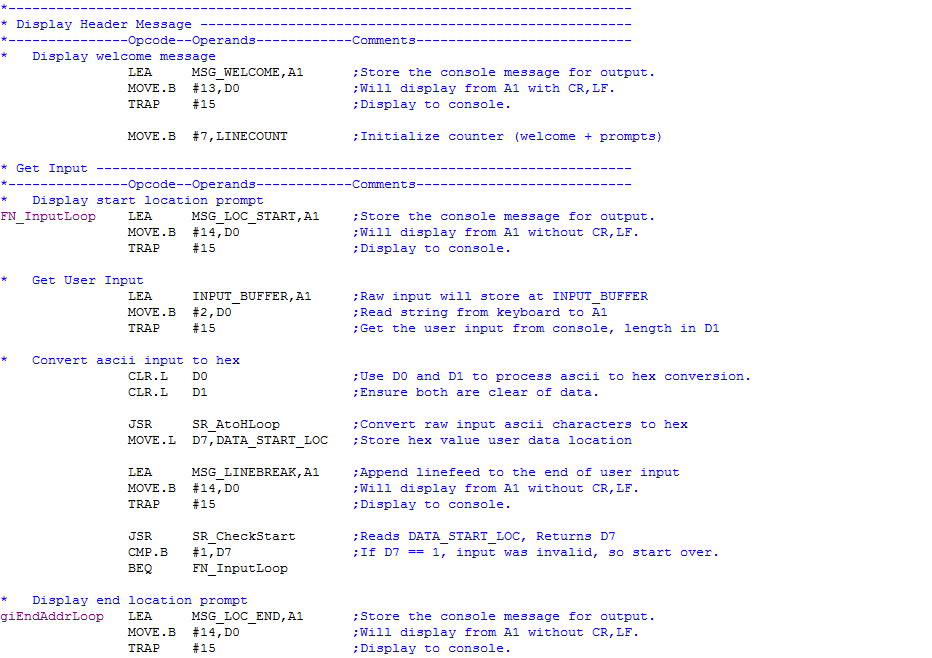 *------------------------------------------------------------------------------
* Display Header Message ------------------------------------------------------
*---------------Opcode--Operands------------Comments---------------------------
*   Display welcome message
                LEA     MSG_WELCOME,A1      ;Store the console message for output.
                MOVE.B  #13,D0              ;Will display from A1 with CR,LF.
                TRAP    #15                 ;Display to console.

                MOVE.B  #7,LINECOUNT        ;Initialize counter (welcome + prompts)

* Get Input -------------------------------------------------------------------
*---------------Opcode--Operands------------Comments---------------------------
*   Display start location prompt
FN_InputLoop    LEA     MSG_LOC_START,A1    ;Store the console message for output.
                MOVE.B  #14,D0              ;Will display from A1 without CR,LF.
                TRAP    #15                 ;Display to console.

*   Get User Input
                LEA     INPUT_BUFFER,A1     ;Raw input will store at INPUT_BUFFER
                MOVE.B  #2,D0               ;Read string from keyboard to A1
                TRAP    #15                 ;Get the user input from console, length in D1

*   Convert ascii input to hex
                CLR.L   D0                  ;Use D0 and D1 to process ascii to hex conversion.
                CLR.L   D1                  ;Ensure both are clear of data.

                JSR     SR_AtoHLoop         ;Convert raw input ascii characters to hex
                MOVE.L  D7,DATA_START_LOC   ;Store hex value user data location

                LEA     MSG_LINEBREAK,A1    ;Append linefeed to the end of user input
                MOVE.B  #14,D0              ;Will display from A1 without CR,LF.
                TRAP    #15                 ;Display to console.

                JSR     SR_CheckStart       ;Reads DATA_START_LOC, Returns D7
                CMP.B   #1,D7               ;If D7 == 1, input was invalid, so start over.
                BEQ     FN_InputLoop

*   Display end location prompt
giEndAddrLoop   LEA     MSG_LOC_END,A1      ;Store the console message for output.
                MOVE.B  #14,D0              ;Will display from A1 without CR,LF.
                TRAP    #15                 ;Display to console.